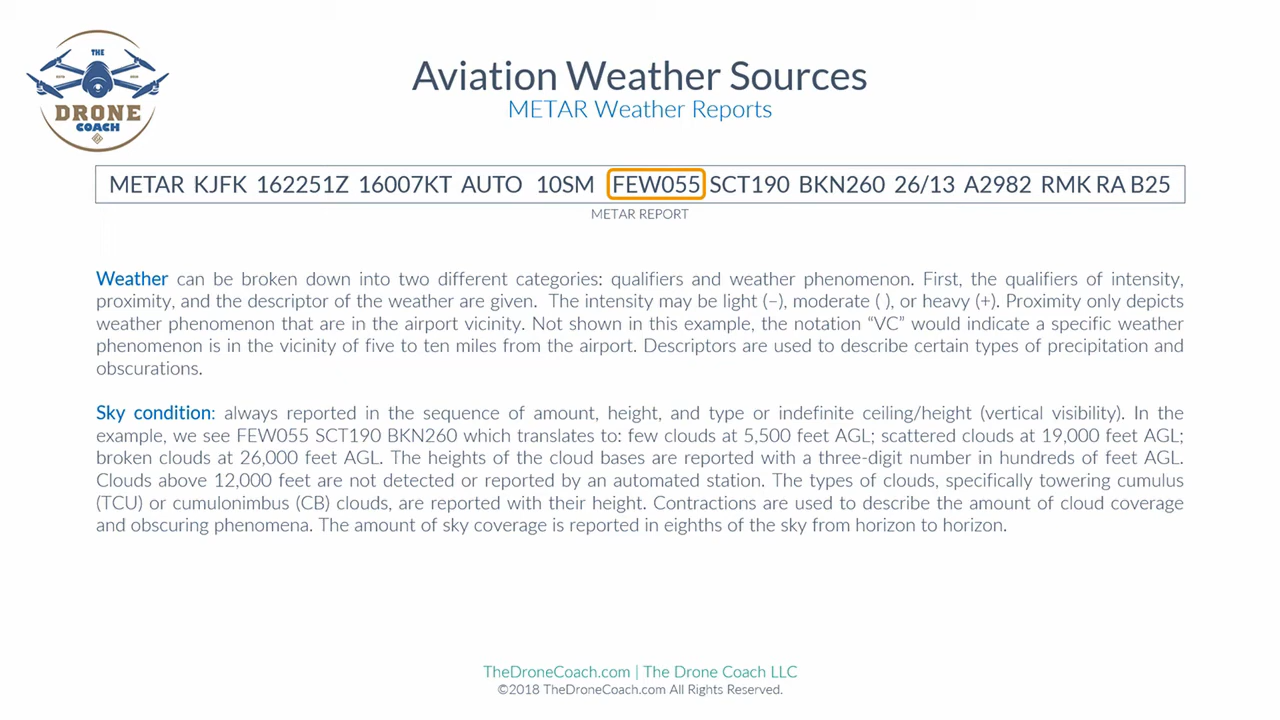 THE
DRONE
COACH
Aviation Weather Sources
METAR Weather Reports
METAR KJFK 162251Z 16007KT AUTO 10SM FEW055 SCT190 BKN260 26/13 A2982 RMK RA B25
METAR REPORT
Weather can be broken down into two different categories: qualifiers and weather phenomenon. First, the qualifiers of intensity,
proximity, and the descriptor of the weather are given. The intensity may be light (–), moderate ( ), or heavy (+). Proximity only depicts
weather phenomenon that are in the airport vicinity. Not shown in this example, the notation “VC” would indicate a specific weather
phenomenon is in the vicinity of five to ten miles from the airport. Descriptors are used to describe certain types of precipitation and
obscurations.
Sky condition: always reported in the sequence of amount, height, and type or indefinite ceiling/height (vertical visibility). In the
example, we see FEW055 SCT190 BKN260 which translates to: few clouds at 5,500 feet AGL; scattered clouds at 19,000 feet AGL;
broken clouds at 26,000 feet AGL. The heights of the cloud bases are reported with a three-digit number in hundreds of feet AGL.
Clouds above 12,000 feet are not detected or reported by an automated station. The types of clouds, specifically towering cumulus
(TCU) or cumulonimbus (CB) clouds, are reported with their height. Contractions are used to describe the amount of cloud coverage
and obscuring phenomena. The amount of sky coverage is reported in eighths of the sky from horizon to horizon.
TheDroneCoach.com | The Drone Coach LLC
©2018 TheDroneCoach.com All Rights Reserved.